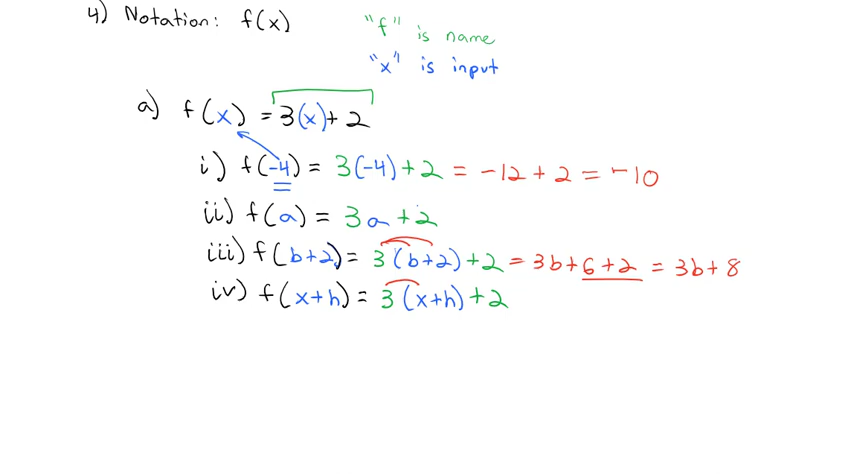 4) Notation: f(x)
"f" is name
"x" is input
a) f(x) = 3(x) + 2
i) f(-4) = 3(-4) + 2 = -12 + 2 = -10
ii) f(a) = 3a + 2
iii) f(b+2) = 3(b+2) + 2 = 3b + 6 + 2 = 3b + 8
iv) f(x+h) = 3(x+h) + 2